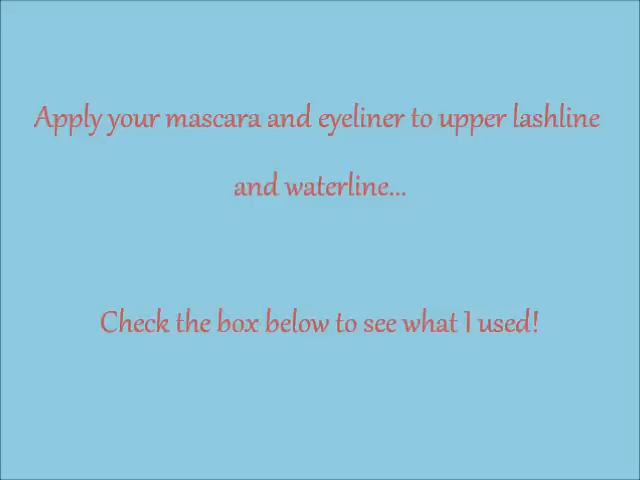 Apply your mascara and eyeliner to upper lashline
and waterline...
Check the box below to see what I used!